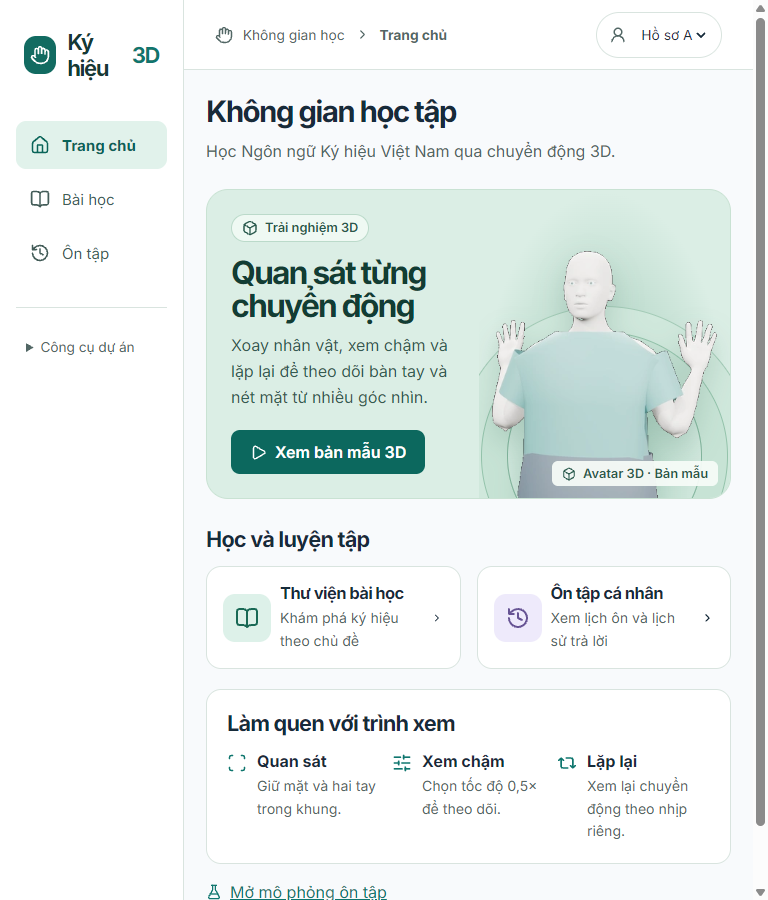 Ký hiệu 3D
Trang chủ
Bài học
Ôn tập
Công cụ dự án
Không gian học > Trang chủ
Hồ sơ A
Không gian học tập
Học Ngôn ngữ Ký hiệu Việt Nam qua chuyển động 3D.
Trải nghiệm 3D
Quan sát từng
chuyển động
Xoay nhân vật, xem chậm và
lặp lại để theo dõi bàn tay và
nét mặt từ nhiều góc nhìn.
Xem bản mẫu 3D
Avatar 3D · Bản mẫu
Học và luyện tập
Thư viện bài học
Khám phá ký hiệu
theo chủ đề
Ôn tập cá nhân
Xem lịch ôn và lịch
sử trả lời
Làm quen với trình xem
Quan sát
Giữ mặt và hai tay
trong khung.
Xem chậm
Chọn tốc độ 0,5×
để theo dõi.
Lặp lại
Xem lại chuyển
động theo nhịp
riêng.
Mở mô phỏng ôn tập